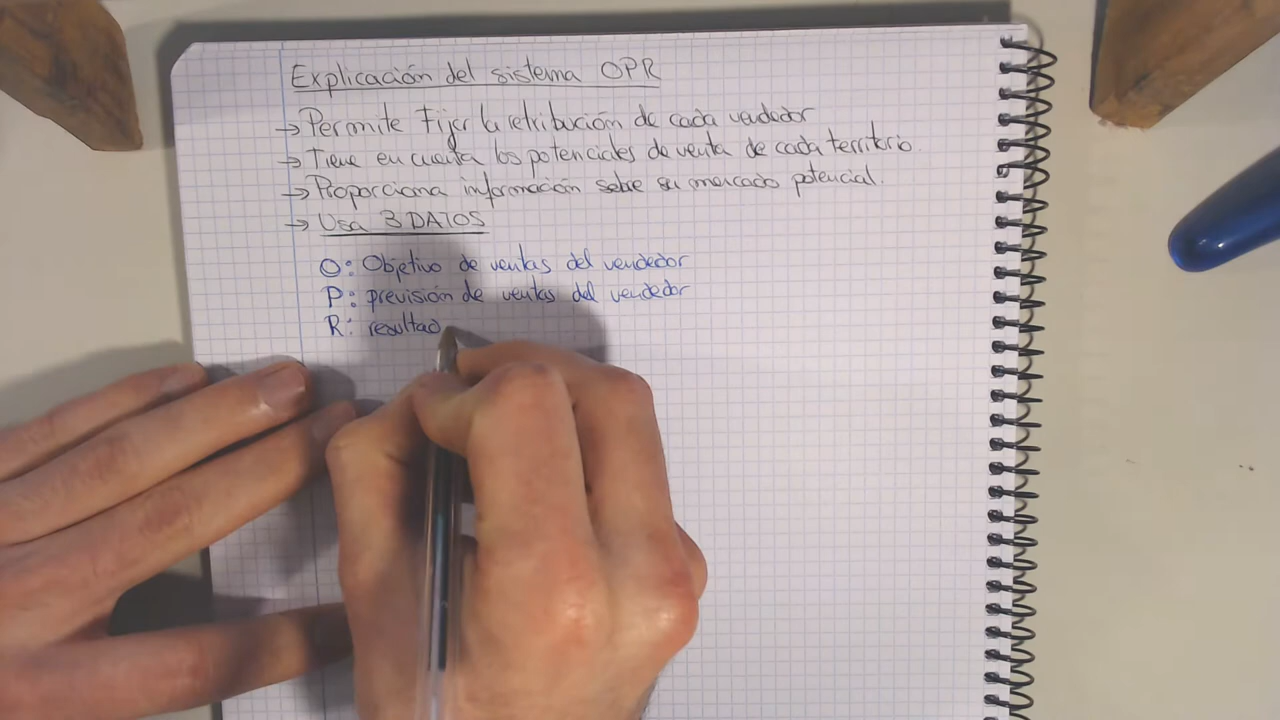 Explicación del sistema OPR
→ Permite Fijar la retribución de cada vendedor
→ Tiene en cuenta los potenciales de venta de cada territorio.
→ Proporciona información sobre su mercado potencial.
→ Usa 3 DATOS
O: Objetivo de ventas del vendedor
P: previsión de ventas del vendedor
R: resultado